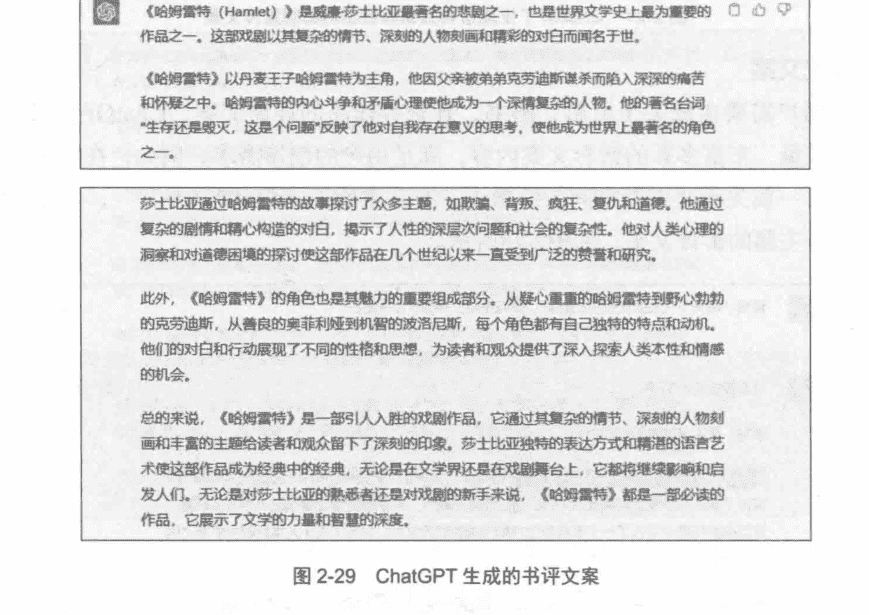 《哈姆雷特（Hamlet）》是威廉·莎士比亚最著名的悲剧之一，也是世界文学史上最为重要的
作品之一。这部戏剧以其复杂的情节、深刻的人物刻画和精彩的对白而闻名于世。
《哈姆雷特》以丹麦王子哈姆雷特为主角，他因父亲被弟弟克劳迪斯谋杀而陷入深深的痛苦
和怀疑之中。哈姆雷特的内心斗争和矛盾心理使他成为一个深情复杂的人物。他的著名台词
“生存还是毁灭，这是个问题”反映了他对自我存在意义的思考，使他成为世界上最著名的角色
之一。
莎士比亚通过哈姆雷特的故事探讨了众多主题，如欺骗、背叛、疯狂、复仇和道德。他通过
复杂的剧情和精心构造的对白，揭示了人性的深层次问题和社会的复杂性。他对人类心理的
洞察和对道德困境的探讨使这部作品在几个世纪以来一直受到广泛的赞誉和研究。
此外，《哈姆雷特》的角色也是其魅力的重要组成部分。从疑心重重的哈姆雷特到野心勃勃
的克劳迪斯，从善良的奥菲利娅到机智的波洛尼斯，每个角色都有自己独特的特点和动机。
他们的对白和行动展现了不同的性格和思想，为读者和观众提供了深入探索人类本性和情感
的机会。
总的来说，《哈姆雷特》是一部引人入胜的戏剧作品，它通过其复杂的情节、深刻的人物刻
画和丰富的主题给读者和观众留下了深刻的印象。莎士比亚独特的表达方式和精湛的语言艺
术使这部作品成为经典中的经典，无论是在文学界还是在戏剧舞台上，它都将继续影响和启
发人们。无论是对莎士比亚的熟悉者还是对戏剧的新手来说，《哈姆雷特》都是一部必读的
作品，它展示了文学的力量和智慧的深度。
图 2-29 ChatGPT 生成的书评文案